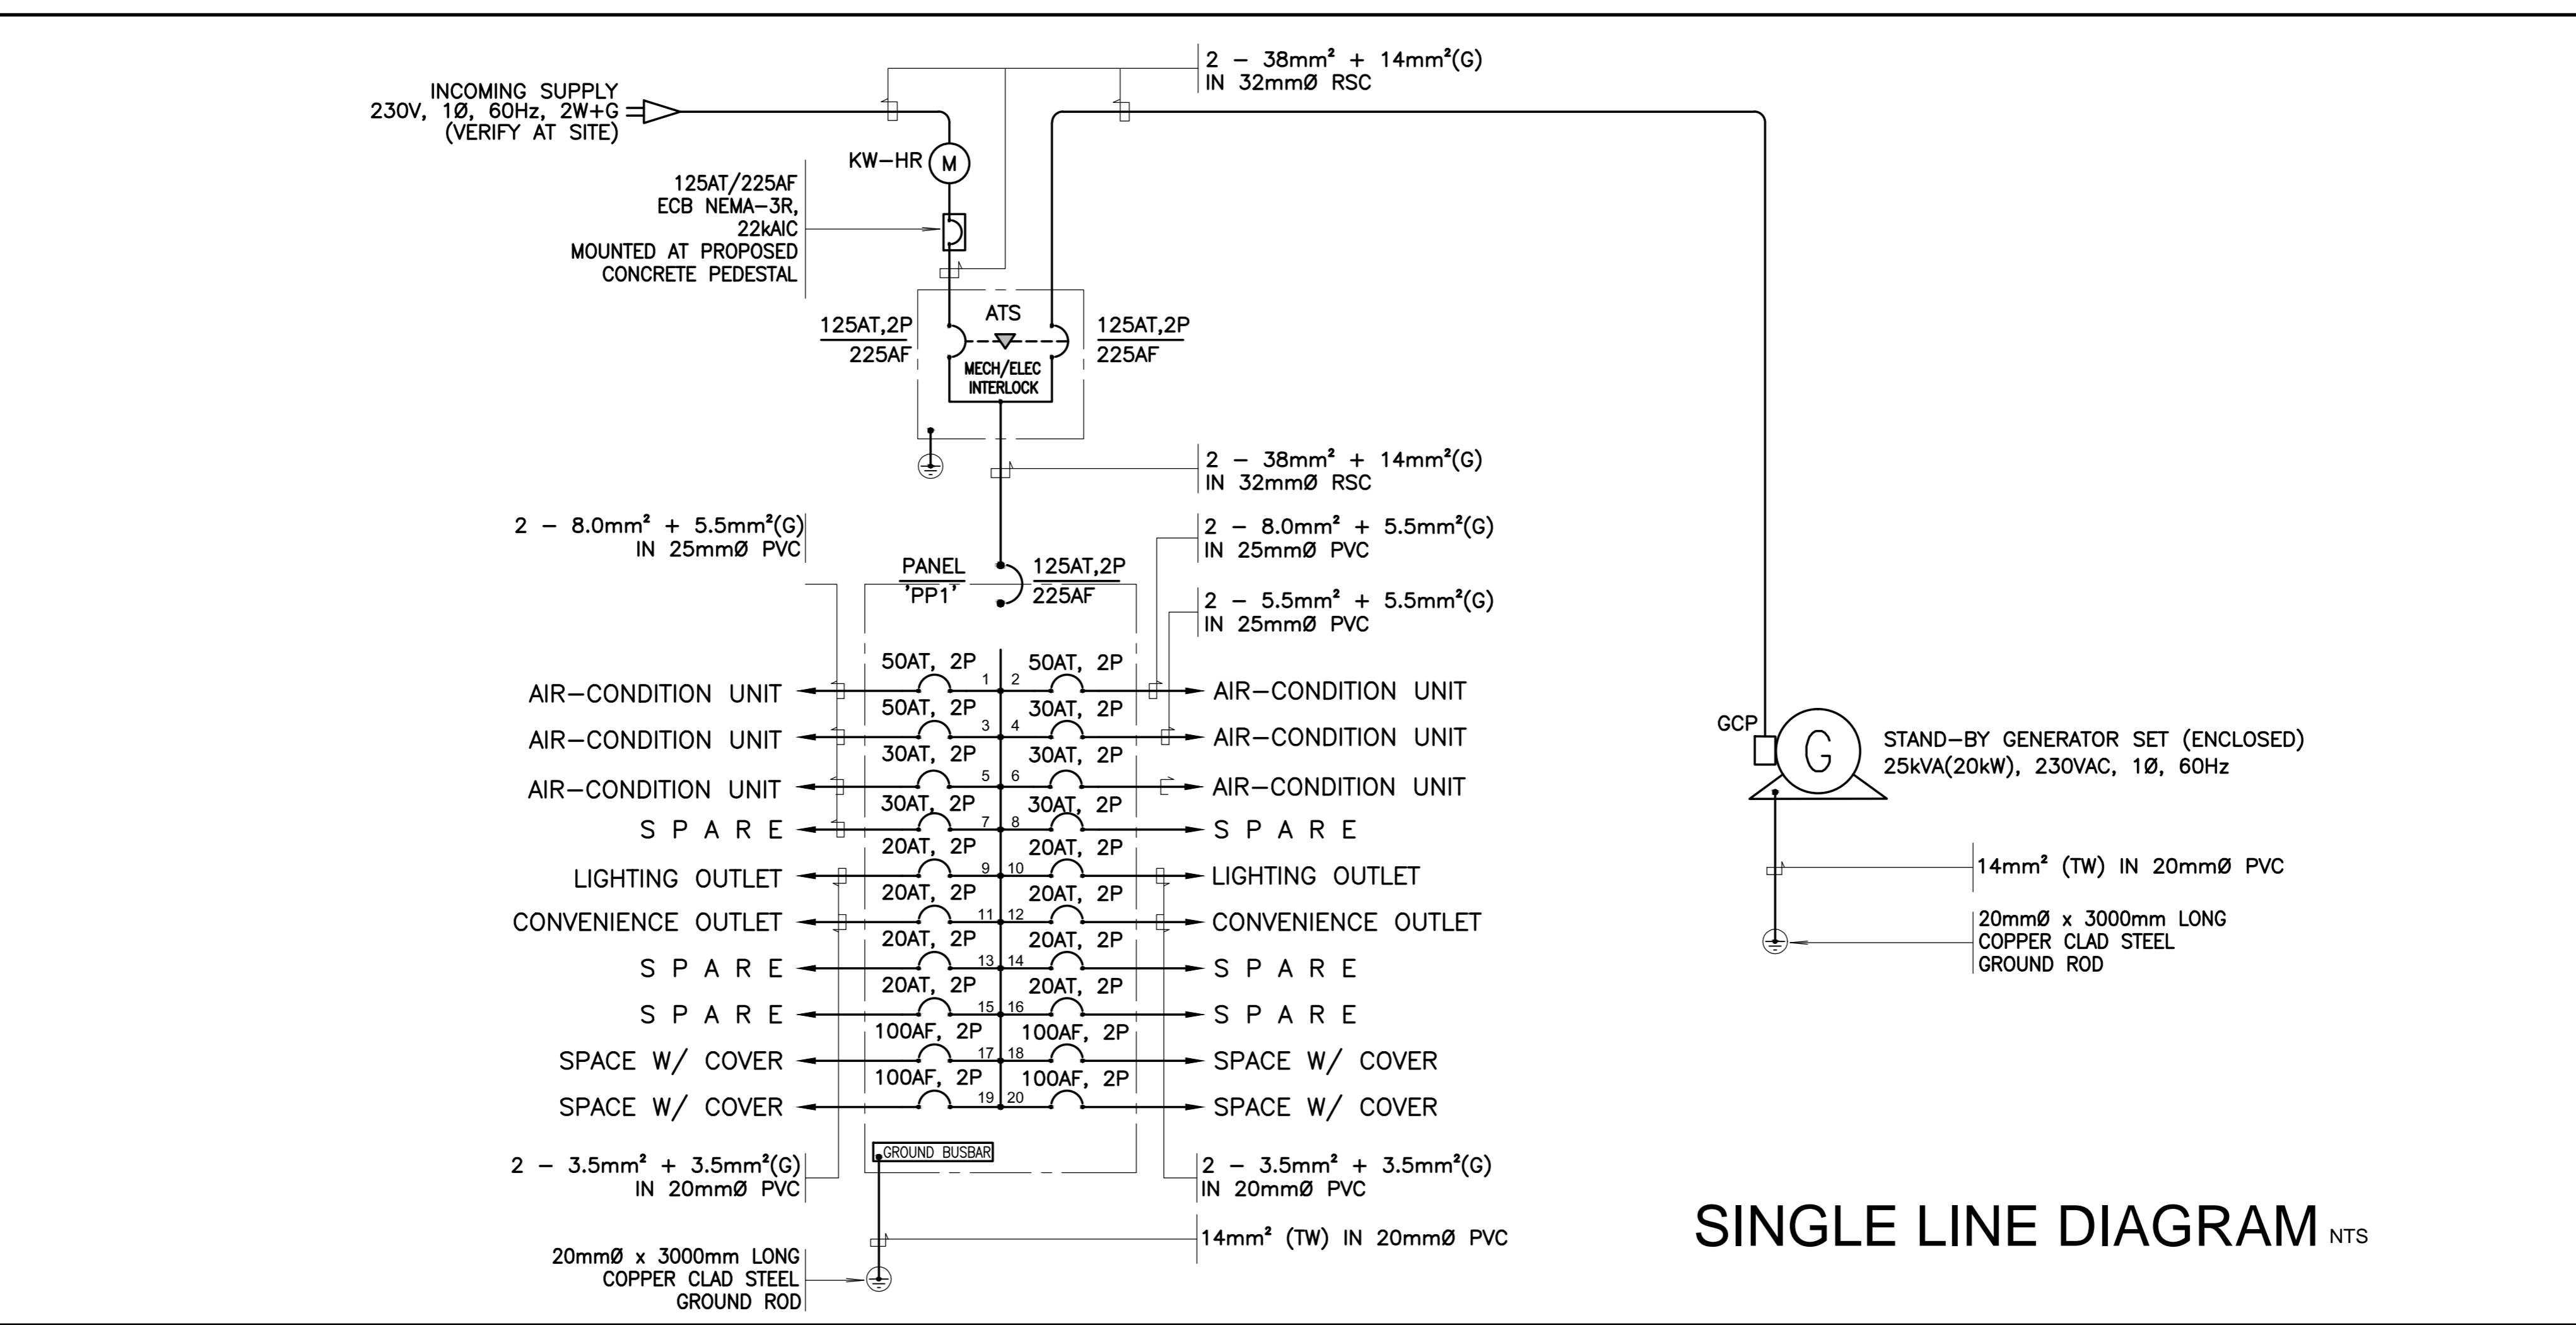 2 - 38mm² + 14mm²(G)
IN 32mmØ RSC
INCOMING SUPPLY
230V, 1Ø, 60Hz, 2W+G
(VERIFY AT SITE)
KW-HR
M
125AT/225AF
ECB NEMA-3R,
22kAIC
MOUNTED AT PROPOSED
CONCRETE PEDESTAL
ATS
125AT,2P
225AF
125AT,2P
225AF
MECH/ELEC
INTERLOCK
2 - 38mm² + 14mm²(G)
IN 32mmØ RSC
2 - 8.0mm² + 5.5mm²(G)
IN 25mmØ PVC
2 - 8.0mm² + 5.5mm²(G)
IN 25mmØ PVC
PANEL
'PP1'
125AT,2P
225AF
2 - 5.5mm² + 5.5mm²(G)
IN 25mmØ PVC
50AT, 2P 50AT, 2P
AIR-CONDITION UNIT 1 2 AIR-CONDITION UNIT
50AT, 2P 30AT, 2P
AIR-CONDITION UNIT 3 4 AIR-CONDITION UNIT
30AT, 2P 30AT, 2P
AIR-CONDITION UNIT 5 6 AIR-CONDITION UNIT
30AT, 2P 30AT, 2P
S P A R E 7 8 S P A R E
20AT, 2P 20AT, 2P
LIGHTING OUTLET 9 10 LIGHTING OUTLET
20AT, 2P 20AT, 2P
CONVENIENCE OUTLET 11 12 CONVENIENCE OUTLET
20AT, 2P 20AT, 2P
S P A R E 13 14 S P A R E
20AT, 2P 20AT, 2P
S P A R E 15 16 S P A R E
100AF, 2P 100AF, 2P
SPACE W/ COVER 17 18 SPACE W/ COVER
100AF, 2P 100AF, 2P
SPACE W/ COVER 19 20 SPACE W/ COVER
GROUND BUSBAR
2 - 3.5mm² + 3.5mm²(G)
IN 20mmØ PVC
2 - 3.5mm² + 3.5mm²(G)
IN 20mmØ PVC
14mm² (TW) IN 20mmØ PVC
20mmØ x 3000mm LONG
COPPER CLAD STEEL
GROUND ROD
GCP
G
STAND-BY GENERATOR SET (ENCLOSED)
25kVA(20kW), 230VAC, 1Ø, 60Hz
14mm² (TW) IN 20mmØ PVC
20mmØ x 3000mm LONG
COPPER CLAD STEEL
GROUND ROD
SINGLE LINE DIAGRAM NTS